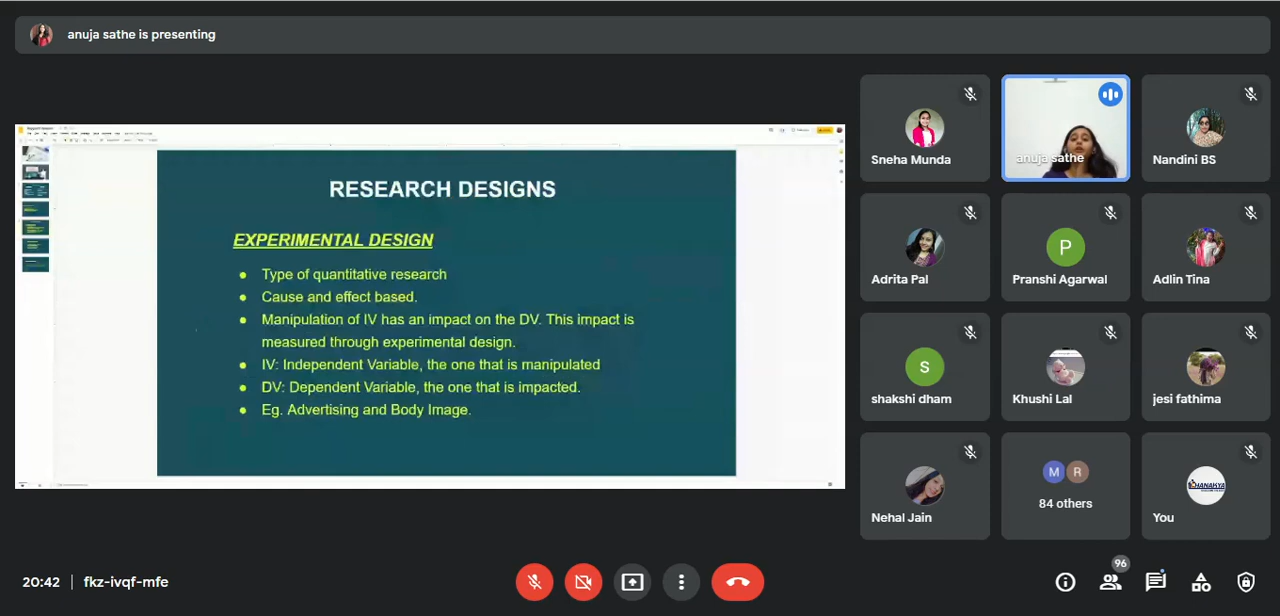 anuja sathe is presenting
RESEARCH DESIGNS
EXPERIMENTAL DESIGN
● Type of quantitative research
● Cause and effect based.
● Manipulation of IV has an impact on the DV. This impact is
measured through experimental design.
● IV: Independent Variable, the one that is manipulated
● DV: Dependent Variable, the one that is impacted.
● Eg. Advertising and Body Image.
Sneha Munda
anuja sathe
Nandini BS
Adrita Pal
P
Pranshi Agarwal
Adlin Tina
S
shakshi dham
Khushi Lal
jesi fathima
Nehal Jain
M R
84 others
You
20:42 | fkz-ivqf-mfe
96